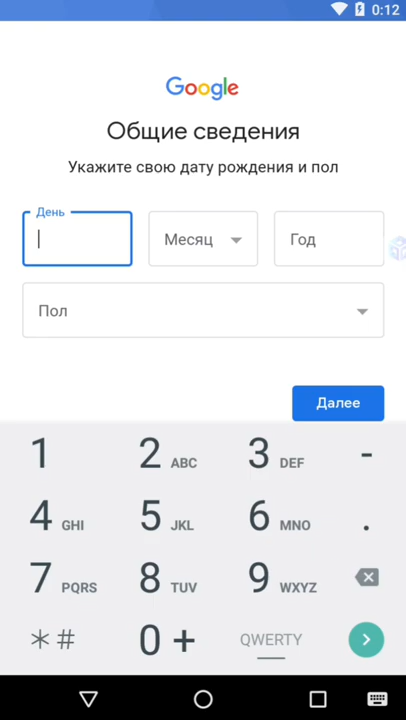 0:12
Google
Общие сведения
Укажите свою дату рождения и пол
День
Месяц
Год
Пол
Далее
1 2 ABC 3 DEF -
4 GHI 5 JKL 6 MNO .
7 PQRS 8 TUV 9 WXYZ
*# 0 + QWERTY